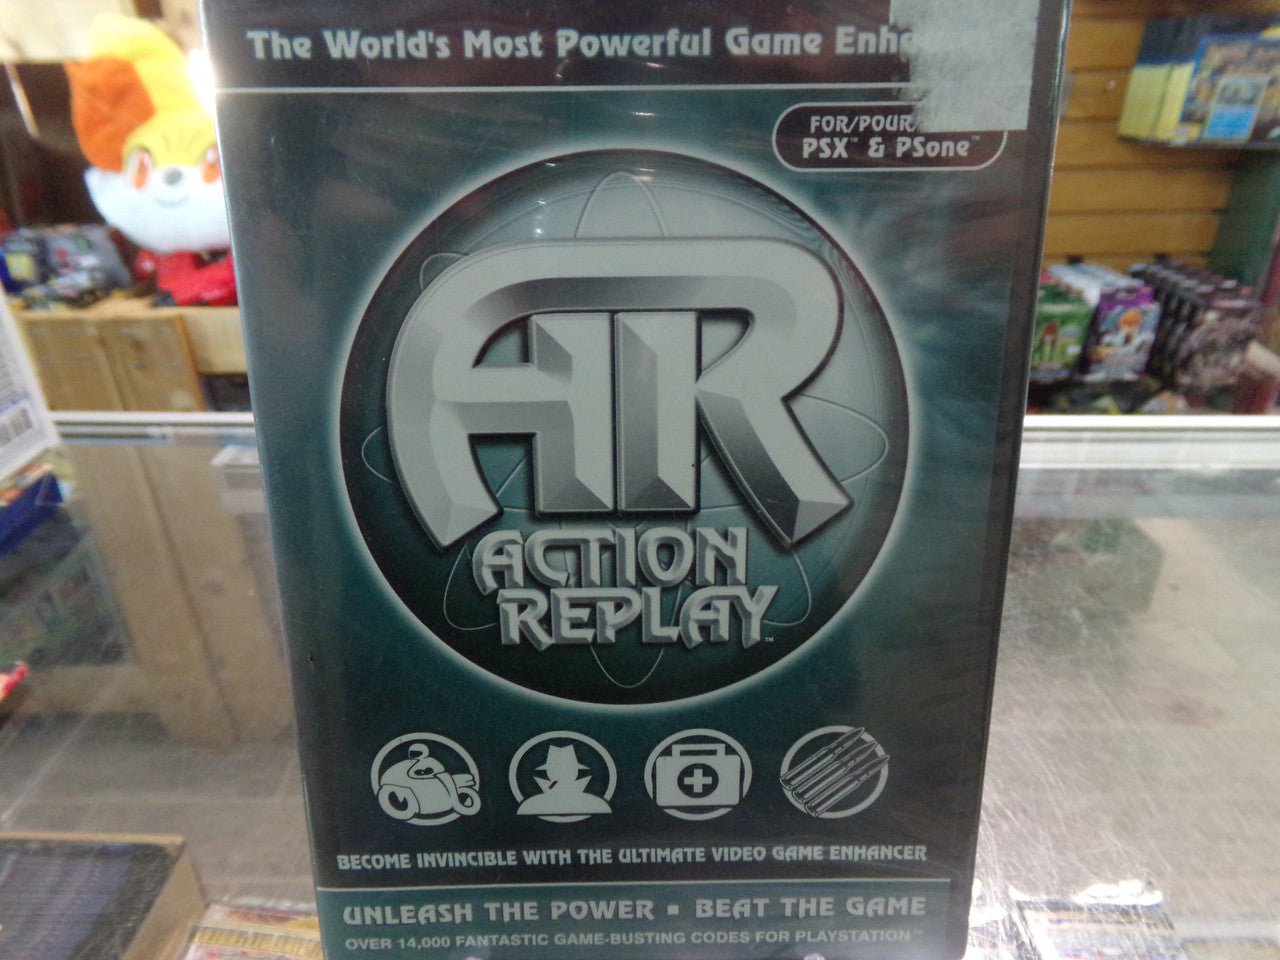 The World's Most Powerful Game
FOR/POUR/
PSX™ & PSone™
AR
ACTION
REPLAY™
BECOME INVINCIBLE WITH THE ULTIMATE VIDEO GAME ENHANCER
UNLEASH THE POWER ▪ BEAT THE GAME
OVER 14,000 FANTASTIC GAME-BUSTING CODES FOR PLAYSTATION™